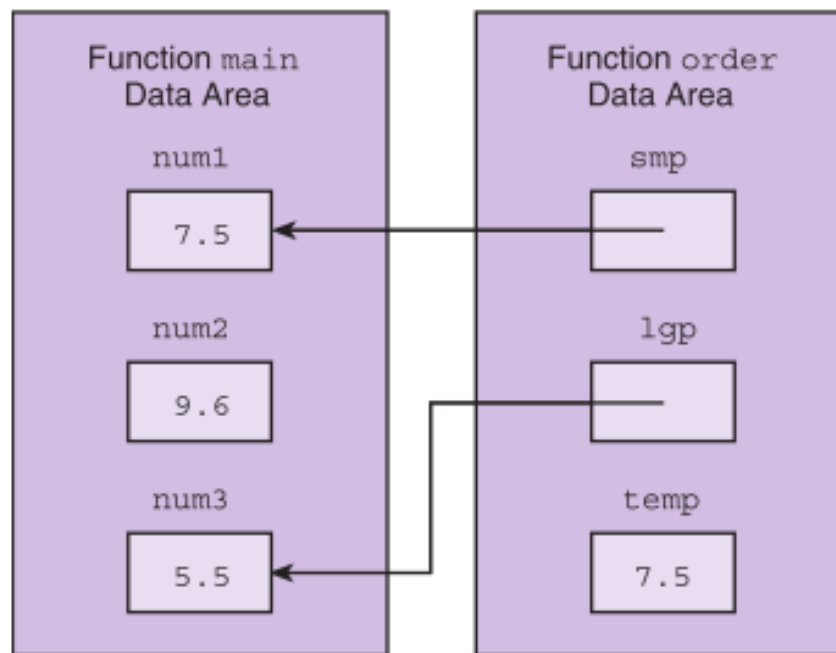 Function main
Data Area
num1
7.5
num2
9.6
num3
5.5
Function order
Data Area
smp
lgp
temp
7.5